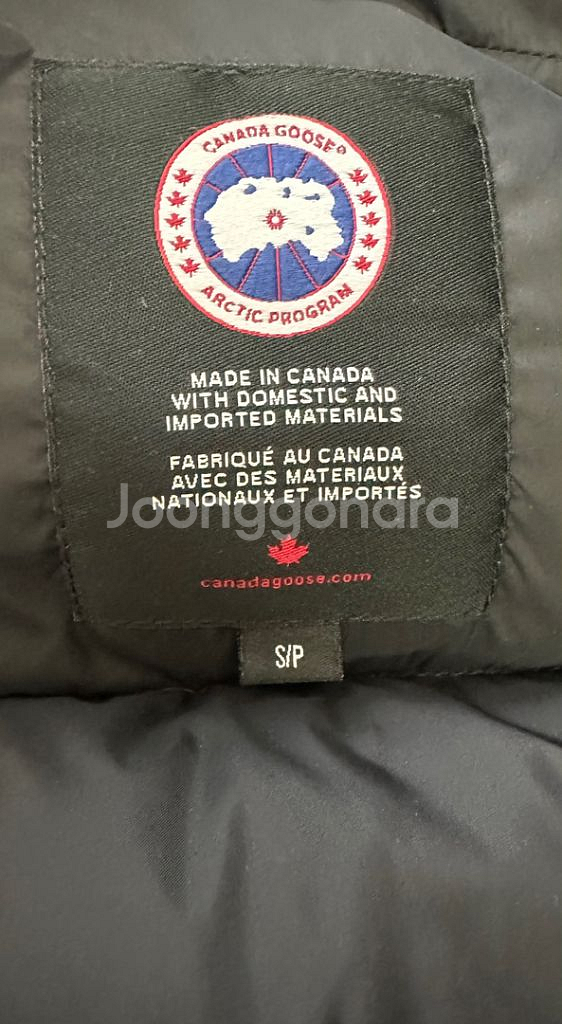 CANADA GOOSE®
ARCTIC PROGRAM
MADE IN CANADA
WITH DOMESTIC AND
IMPORTED MATERIALS
FABRIQUÉ AU CANADA
AVEC DES MATERIAUX
NATIONAUX ET IMPORTÉS
Joonggonara
canadagoose.com
S/P